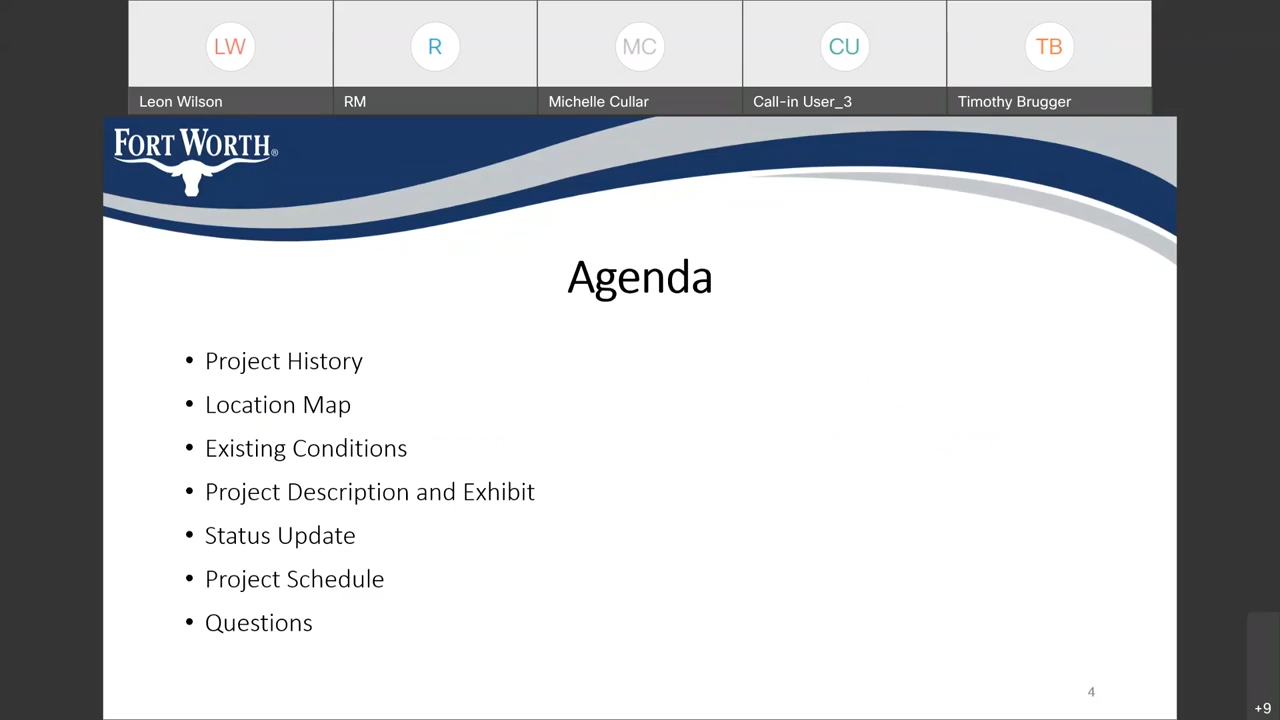 LW
R
MC
CU
TB
Leon Wilson
RM
Michelle Cullar
Call-in User_3
Timothy Brugger
FORT WORTH®
Agenda
• Project History
• Location Map
• Existing Conditions
• Project Description and Exhibit
• Status Update
• Project Schedule
• Questions
4
+9